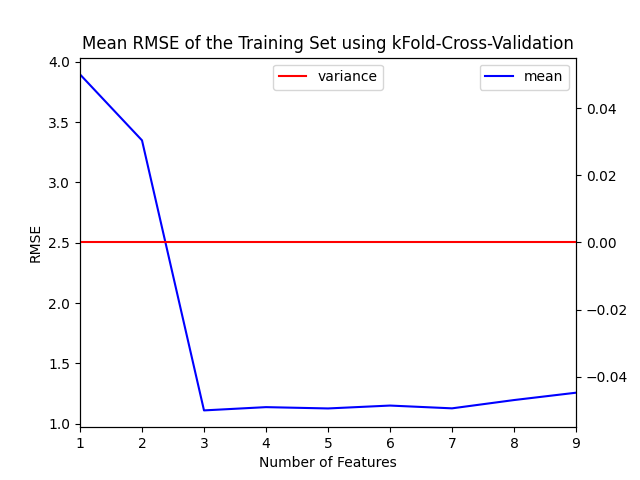 Mean RMSE of the Training Set using kFold-Cross-Validation
variance
mean
RMSE
4.0
3.5
3.0
2.5
2.0
1.5
1.0
0.04
0.02
0.00
−0.02
−0.04
1 2 3 4 5 6 7 8 9
Number of Features